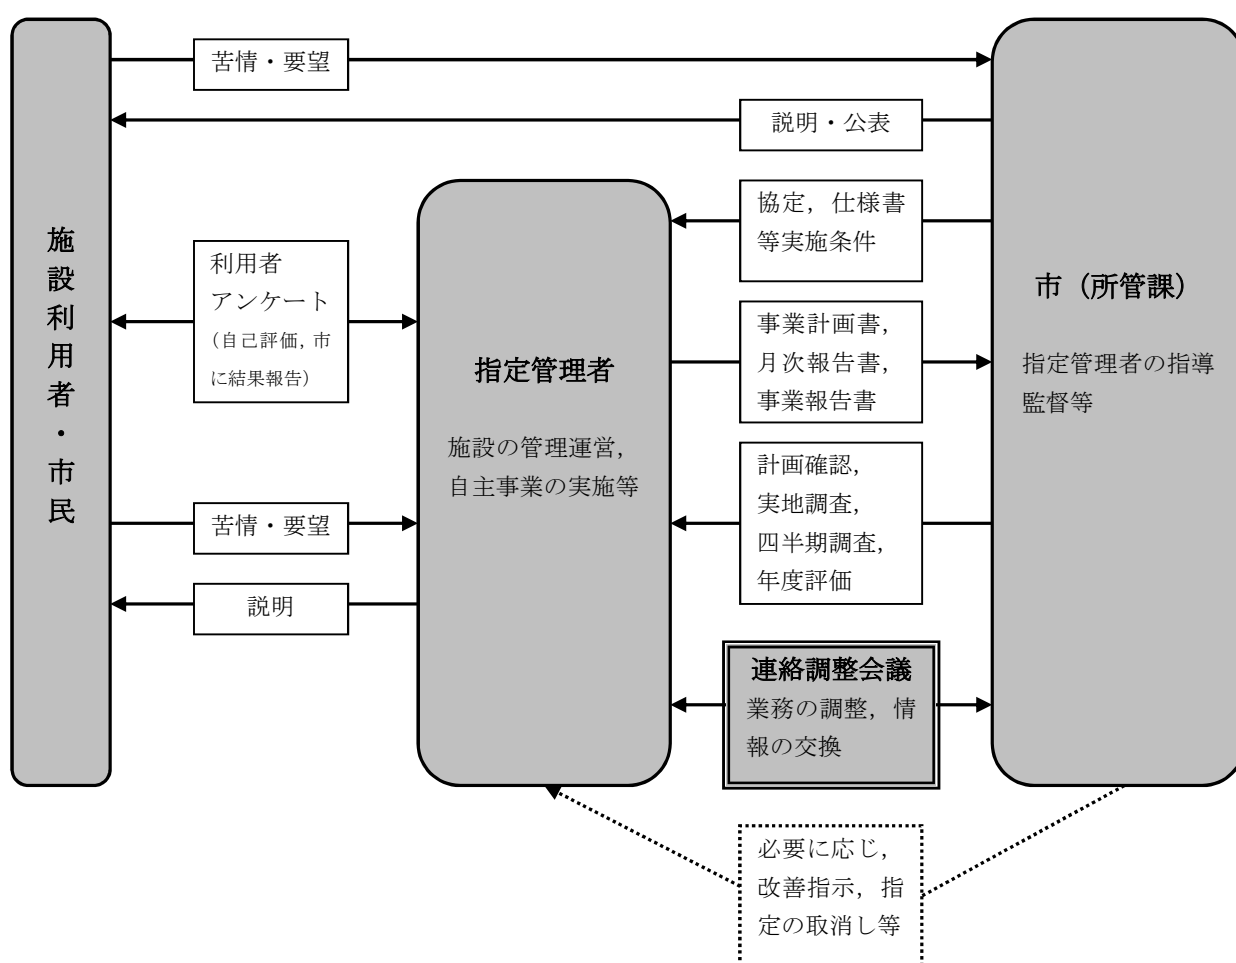 苦情・要望
説明・公表
施設利用者・市民
利用者
アンケート
（自己評価, 市
に結果報告）
苦情・要望
説明
指定管理者
施設の管理運営,
自主事業の実施等
協定, 仕様書
等実施条件
事業計画書,
月次報告書,
事業報告書
計画確認,
実地調査,
四半期調査,
年度評価
連絡調整会議
業務の調整, 情
報の交換
市（所管課）
指定管理者の指導
監督等
必要に応じ,
改善指示, 指
定の取消し等